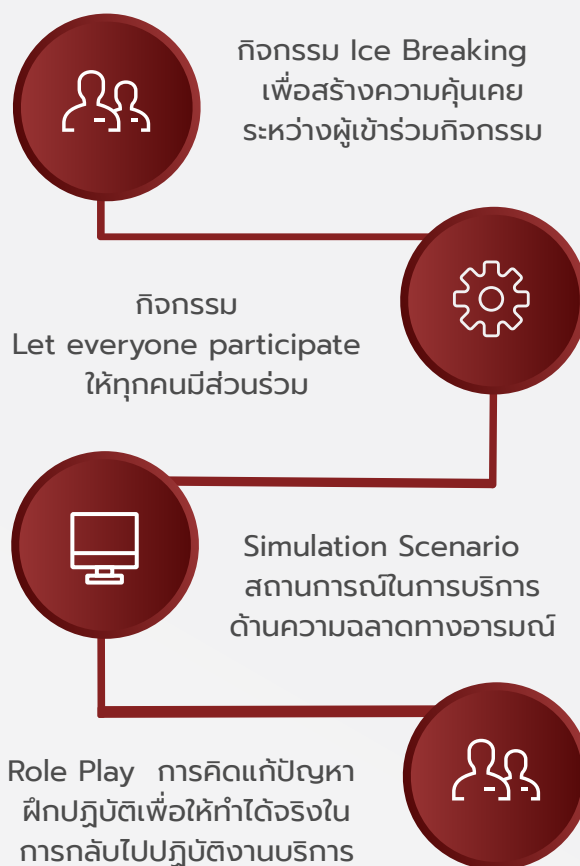 กิจกรรม Ice Breaking
เพื่อสร้างความคุ้นเคย
ระหว่างผู้เข้าร่วมกิจกรรม
กิจกรรม
Let everyone participate
ให้ทุกคนมีส่วนร่วม
Simulation Scenario
สถานการณ์ในการบริการ
ด้านความฉลาดทางอารมณ์
Role Play การคิดแก้ปัญหา
ฝึกปฏิบัติเพื่อให้ทำได้จริงใน
การกลับไปปฏิบัติงานบริการ